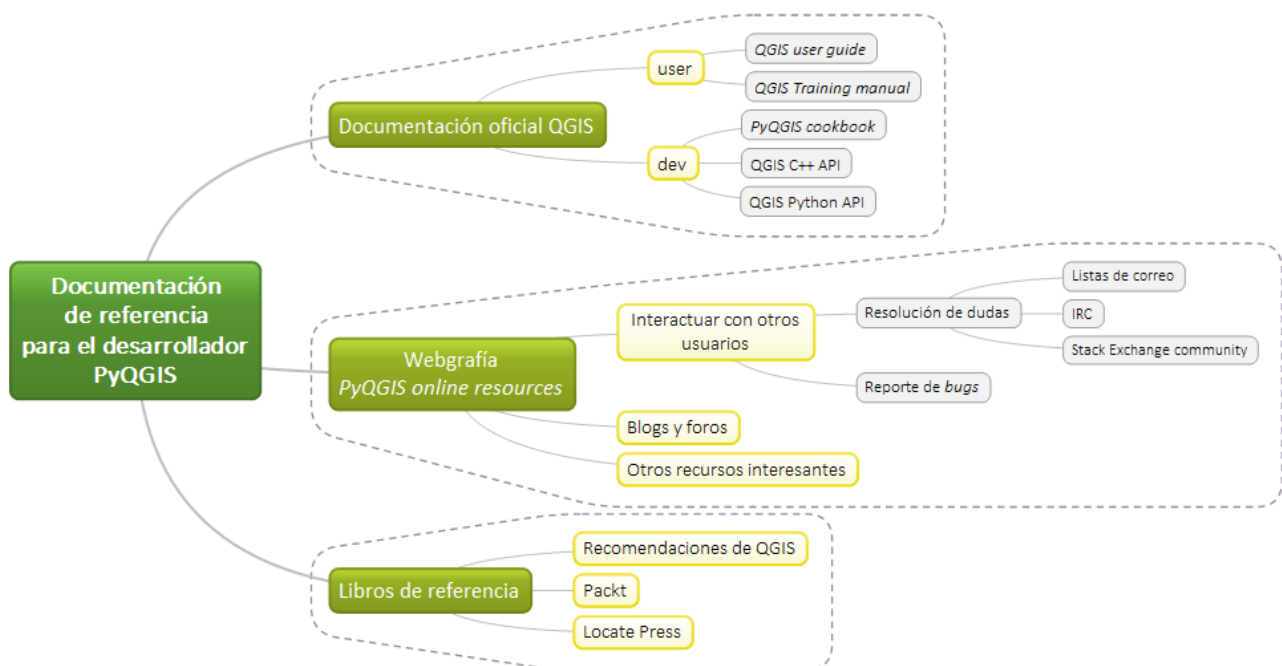 Documentación
de referencia
para el desarrollador
PyQGIS
Documentación oficial QGIS
user
QGIS user guide
QGIS Training manual
dev
PyQGIS cookbook
QGIS C++ API
QGIS Python API
Webgrafía
PyQGIS online resources
Interactuar con otros
usuarios
Resolución de dudas
Listas de correo
IRC
Stack Exchange community
Reporte de bugs
Blogs y foros
Otros recursos interesantes
Libros de referencia
Recomendaciones de QGIS
Packt
Locate Press